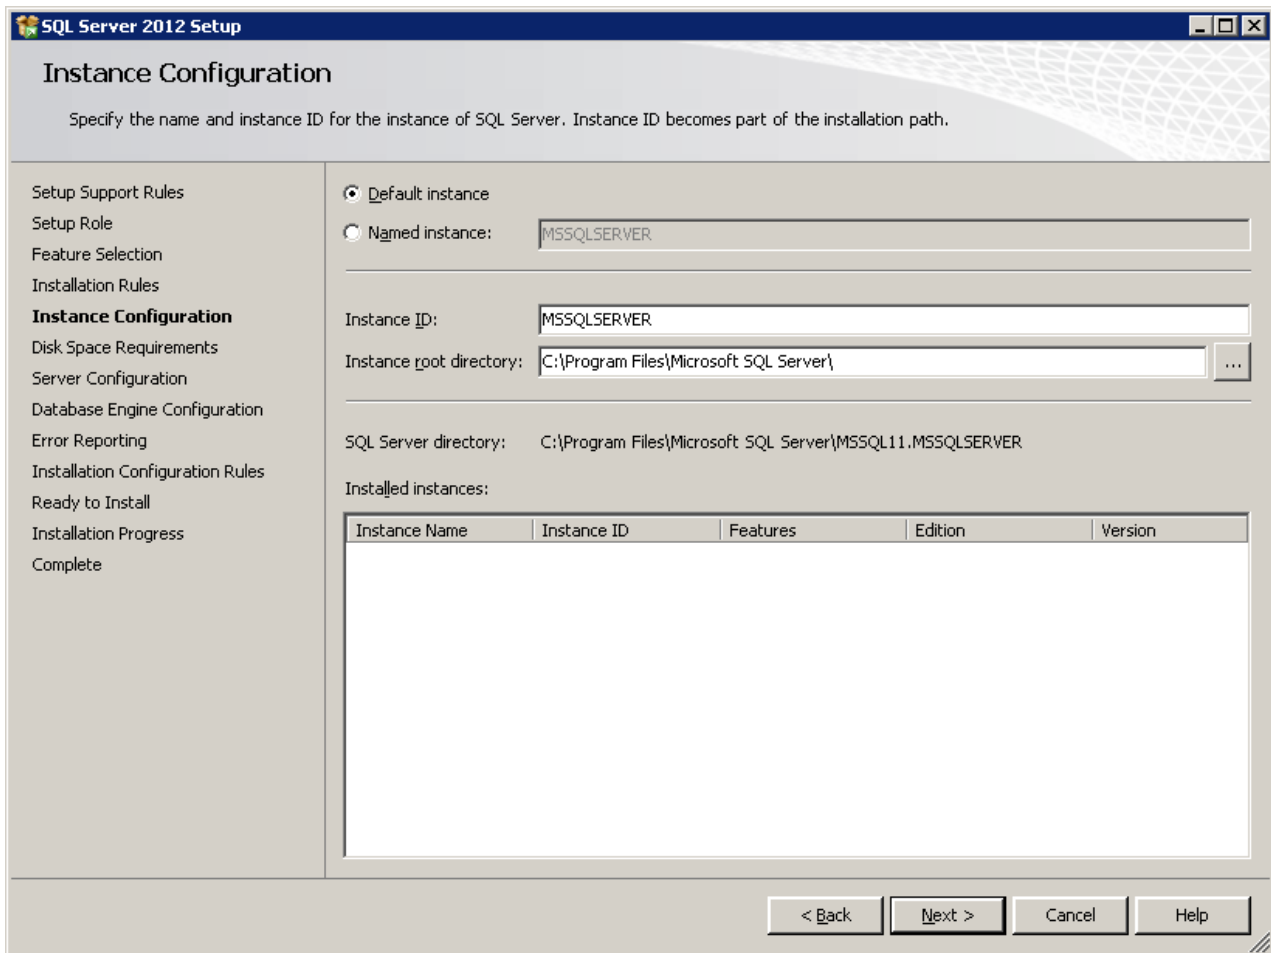 SQL Server 2012 Setup
Instance Configuration
Specify the name and instance ID for the instance of SQL Server. Instance ID becomes part of the installation path.
Setup Support Rules
Setup Role
Feature Selection
Installation Rules
Instance Configuration
Disk Space Requirements
Server Configuration
Database Engine Configuration
Error Reporting
Installation Configuration Rules
Ready to Install
Installation Progress
Complete
Default instance
Named instance: MSSQLSERVER
Instance ID: MSSQLSERVER
Instance root directory: C:\Program Files\Microsoft SQL Server\ ...
SQL Server directory: C:\Program Files\Microsoft SQL Server\MSSQL11.MSSQLSERVER
Installed instances:
Instance Name Instance ID Features Edition Version
< Back Next > Cancel Help